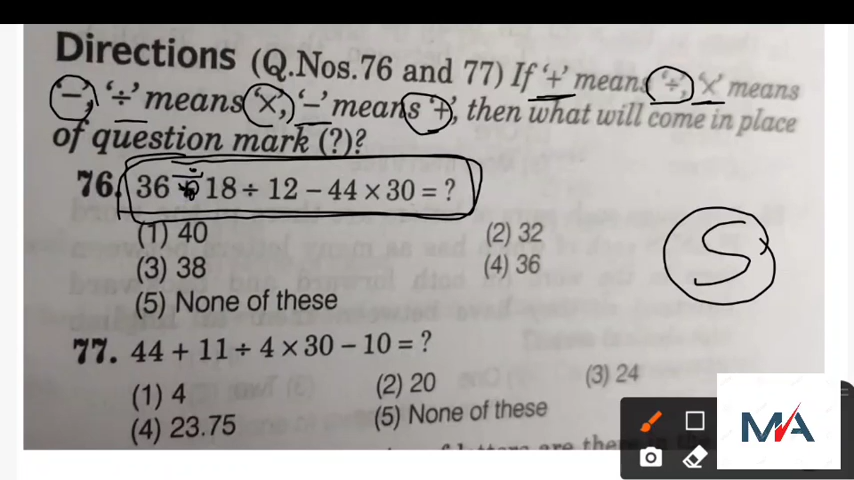 Directions (Q.Nos.76 and 77) If '+' means '÷', '×' means
'−', '÷' means '×', '−' means '+', then what will come in place
of question mark (?)?
76. 36 ÷ 18 ÷ 12 − 44 × 30 = ?
(1) 40 (2) 32
(3) 38 (4) 36
(5) None of these
S
77. 44 + 11 ÷ 4 × 30 − 10 = ?
(1) 4 (2) 20 (3) 24
(4) 23.75 (5) None of these
MA